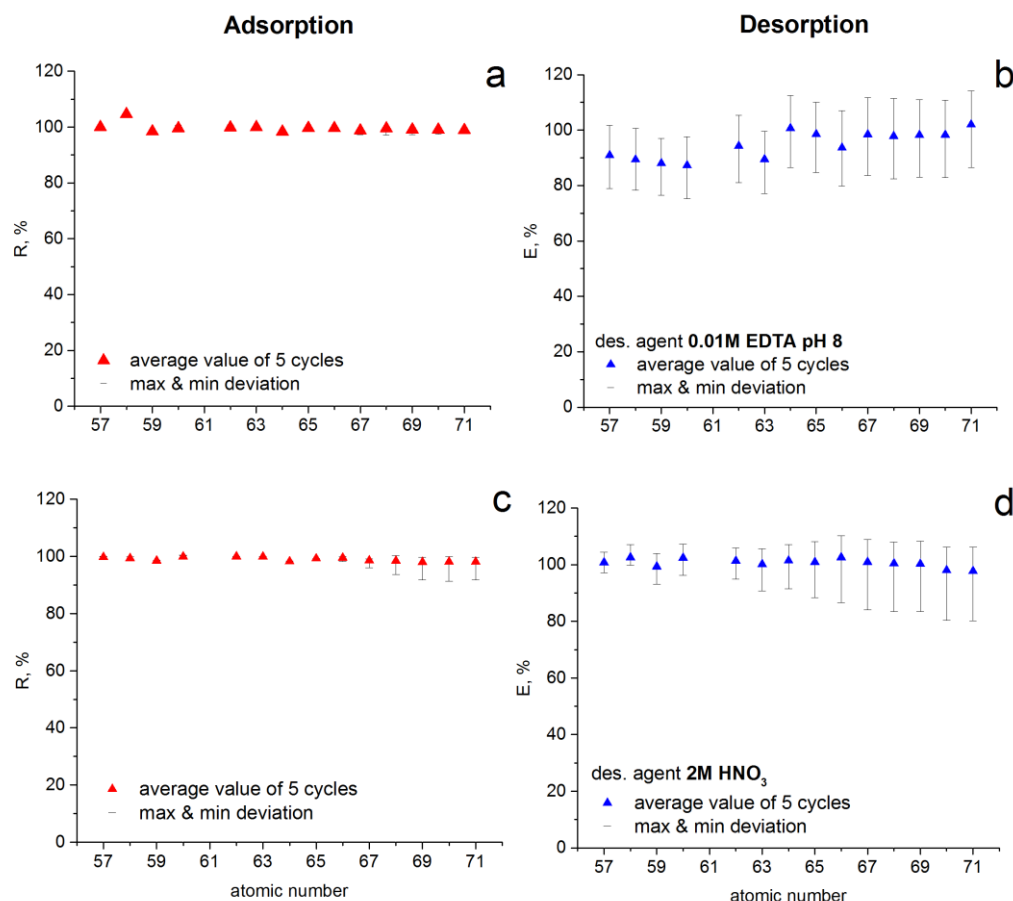 Adsorption
Desorption
a
120
100
80
60
40
20
0
R, %
average value of 5 cycles
max & min deviation
57 59 61 63 65 67 69 71
b
120
100
80
60
40
20
0
E, %
des. agent 0.01M EDTA pH 8
average value of 5 cycles
max & min deviation
57 59 61 63 65 67 69 71
c
120
100
80
60
40
20
0
R, %
average value of 5 cycles
max & min deviation
57 59 61 63 65 67 69 71
atomic number
d
120
100
80
60
40
20
0
E, %
des. agent 2M HNO₃
average value of 5 cycles
max & min deviation
57 59 61 63 65 67 69 71
atomic number